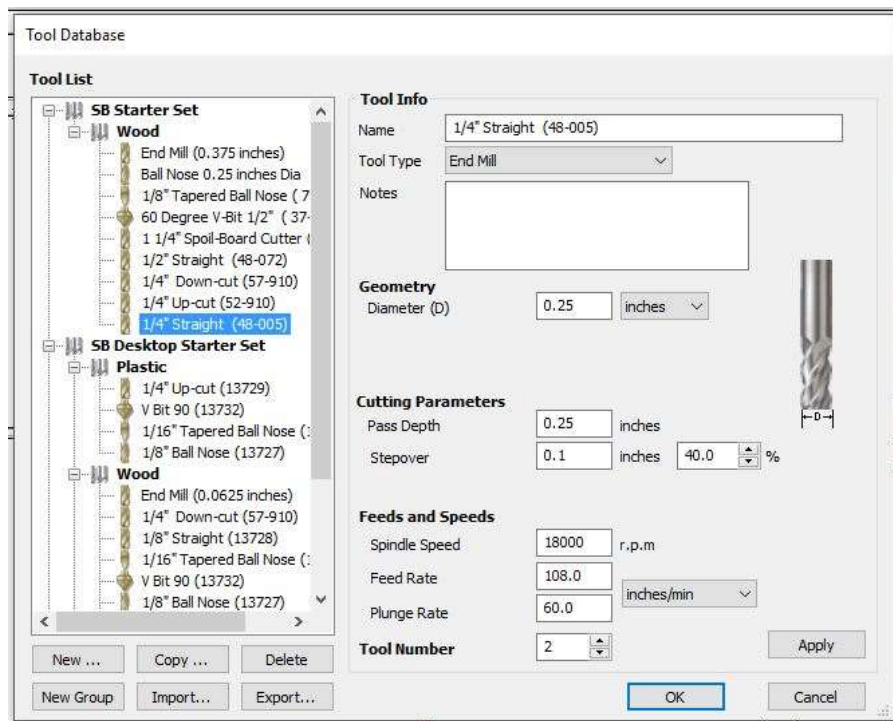 Tool Database
Tool List
SB Starter Set
Wood
End Mill (0.375 inches)
Ball Nose 0.25 inches Dia
1/8" Tapered Ball Nose ( 7
60 Degree V-Bit 1/2" ( 37-
1 1/4" Spoil-Board Cutter (
1/2" Straight (48-072)
1/4" Down-cut (57-910)
1/4" Up-cut (52-910)
1/4" Straight (48-005)
SB Desktop Starter Set
Plastic
1/4" Up-cut (13729)
V Bit 90 (13732)
1/16" Tapered Ball Nose (
1/8" Ball Nose (13727)
Wood
End Mill (0.0625 inches)
1/4" Down-cut (57-910)
1/8" Straight (13728)
1/16" Tapered Ball Nose (
V Bit 90 (13732)
1/8" Ball Nose (13727)
New ... Copy ... Delete
New Group Import... Export...
Tool Info
Name 1/4" Straight (48-005)
Tool Type End Mill
Notes
Geometry
Diameter (D) 0.25 inches
D
Cutting Parameters
Pass Depth 0.25 inches
Stepover 0.1 inches 40.0 %
Feeds and Speeds
Spindle Speed 18000 r.p.m
Feed Rate 108.0
inches/min
Plunge Rate 60.0
Tool Number 2
Apply
OK Cancel